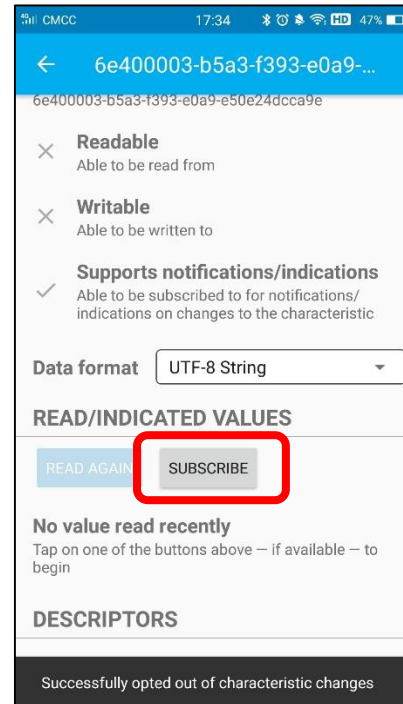 CMCC 17:34 HD 47%
6e400003-b5a3-f393-e0a9-...
6e400003-b5a3-f393-e0a9-e50e24dcca9e
Readable
Able to be read from
Writable
Able to be written to
Supports notifications/indications
Able to be subscribed to for notifications/
indications on changes to the characteristic
Data format UTF-8 String
READ/INDICATED VALUES
READ AGAIN SUBSCRIBE
No value read recently
Tap on one of the buttons above — if available — to
begin
DESCRIPTORS
Successfully opted out of characteristic changes